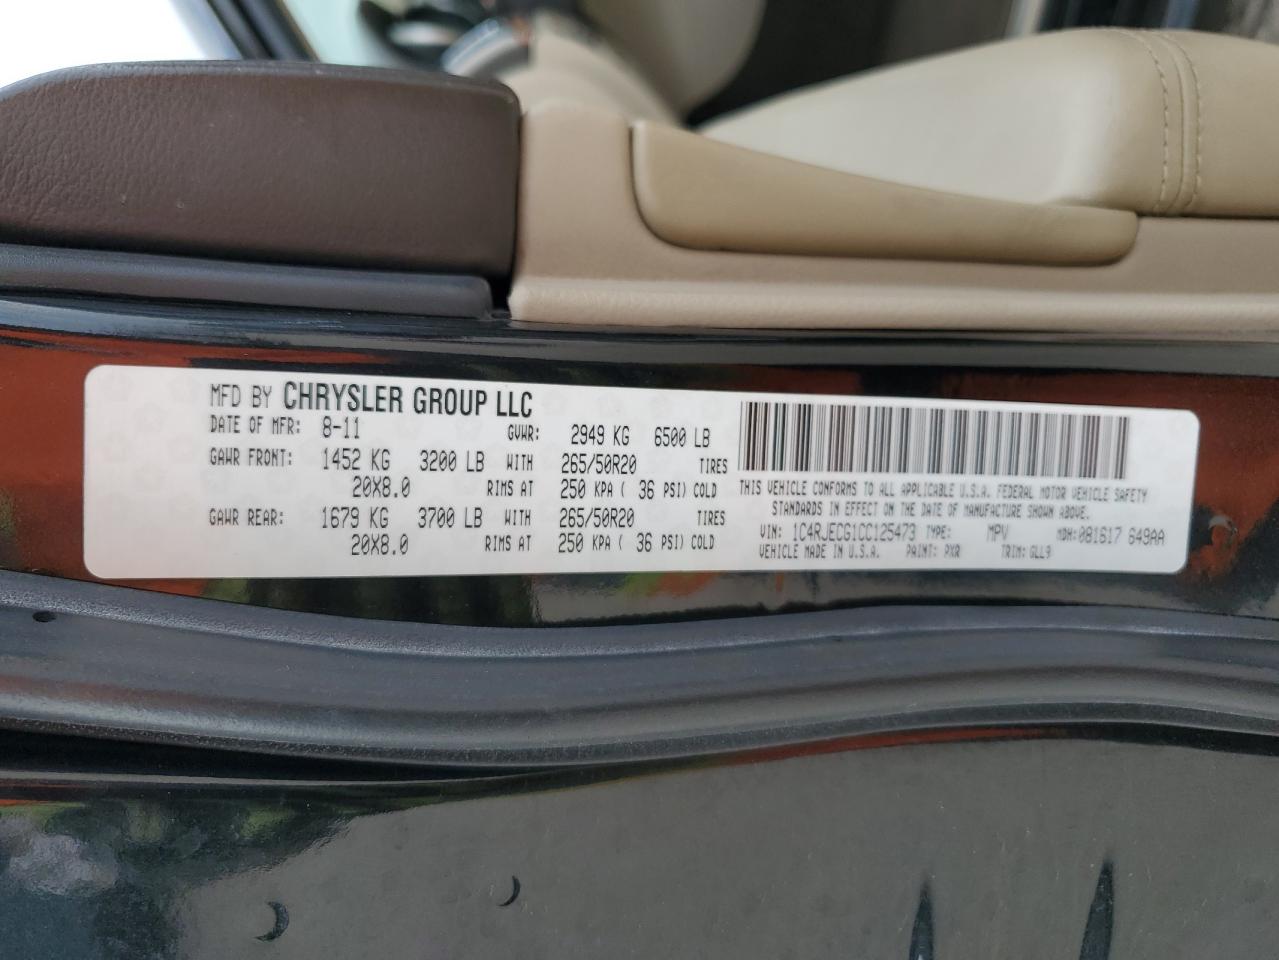 MFD BY CHRYSLER GROUP LLC
DATE OF MFR: 8-11 GVWR: 2949 KG 6500 LB
GAWR FRONT: 1452 KG 3200 LB WITH 265/50R20 TIRES
20X8.0 RIMS AT 250 KPA ( 36 PSI) COLD
GAWR REAR: 1679 KG 3700 LB WITH 265/50R20 TIRES
20X8.0 RIMS AT 250 KPA ( 36 PSI) COLD
THIS VEHICLE CONFORMS TO ALL APPLICABLE U.S.A. FEDERAL MOTOR VEHICLE SAFETY
STANDARDS IN EFFECT ON THE DATE OF MANUFACTURE SHOWN ABOVE.
VIN: 1C4RJECG1CC125473 TYPE: MPV MDH: 081617 649AA
VEHICLE MADE IN U.S.A. PAINT: PXR TRIM: GLL9